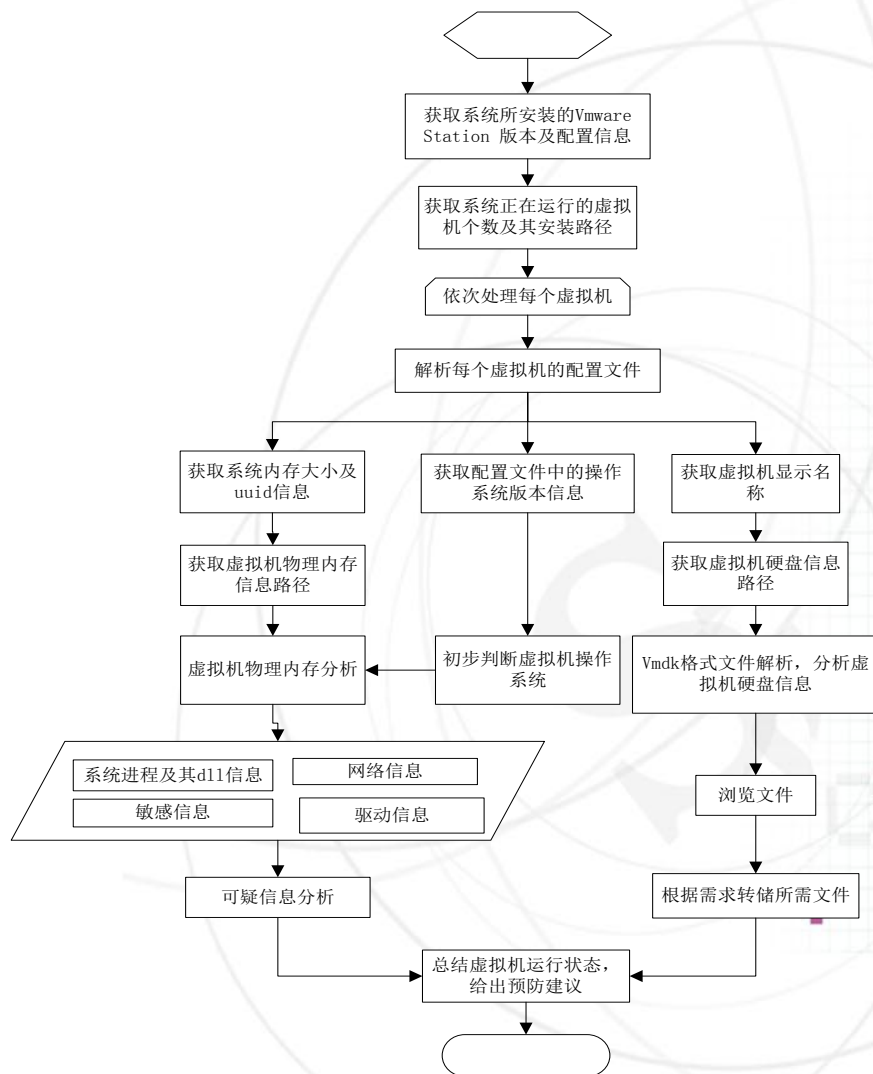 获取系统所安装的Vmware
Station 版本及配置信息
获取系统正在运行的虚拟
机个数及其安装路径
依次处理每个虚拟机
解析每个虚拟机的配置文件
获取系统内存大小及
uuid信息
获取配置文件中的操作
系统版本信息
获取虚拟机显示名
称
获取虚拟机物理内存
信息路径
获取虚拟机硬盘信息
路径
虚拟机物理内存分析
初步判断虚拟机操作
系统
Vmdk格式文件解析，分析虚
拟机硬盘信息
系统进程及其dll信息
网络信息
敏感信息
驱动信息
浏览文件
可疑信息分析
根据需求转储所需文件
总结虚拟机运行状态，
给出预防建议